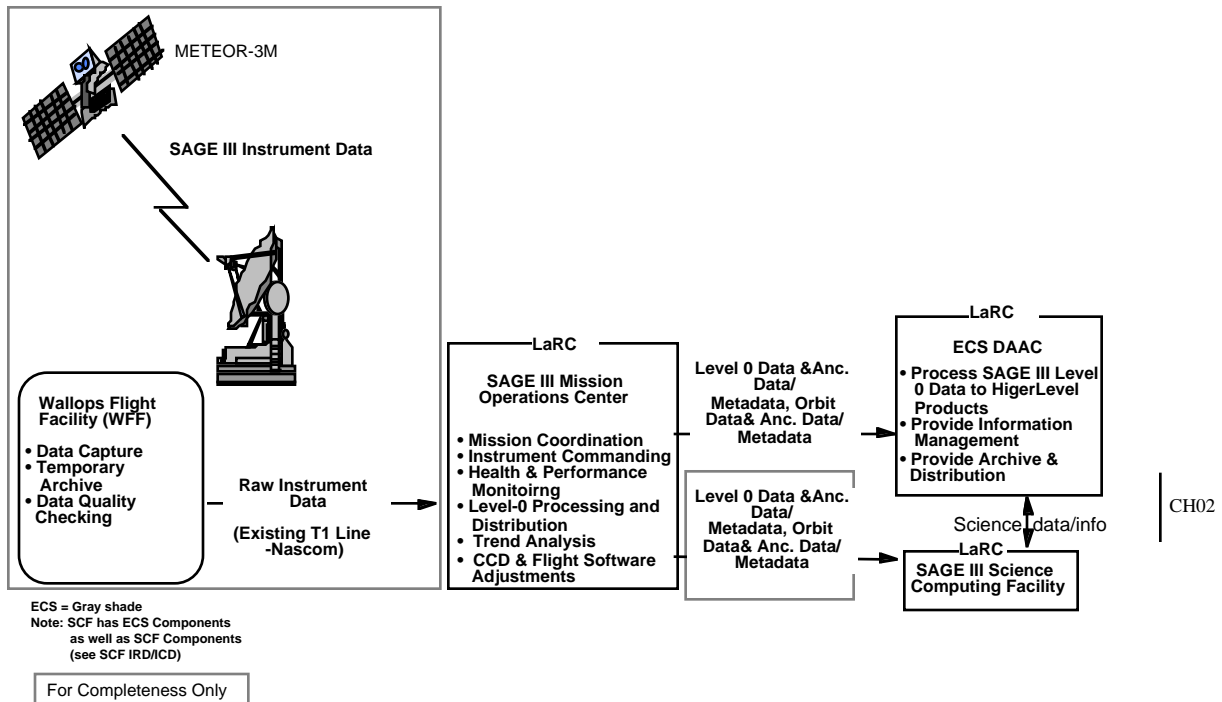 METEOR-3M
SAGE III Instrument Data
Wallops Flight
Facility (WFF)
• Data Capture
• Temporary
Archive
• Data Quality
Checking
Raw Instrument
Data
(Existing T1 Line
-Nascom)
LaRC
SAGE III Mission
Operations Center
• Mission Coordination
• Instrument Commanding
• Health & Performance
Monitoirng
• Level-0 Processing and
Distribution
• Trend Analysis
• CCD & Flight Software
Adjustments
Level 0 Data &Anc.
Data/
Metadata, Orbit
Data& Anc. Data/
Metadata
Level 0 Data &Anc.
Data/
Metadata, Orbit
Data& Anc. Data/
Metadata
LaRC
ECS DAAC
• Process SAGE III Level
0 Data to HigerLevel
Products
• Provide Information
Management
• Provide Archive &
Distribution
Science data/info
LaRC
SAGE III Science
Computing Facility
CH02
ECS = Gray shade
Note: SCF has ECS Components
as well as SCF Components
(see SCF IRD/ICD)
For Completeness Only